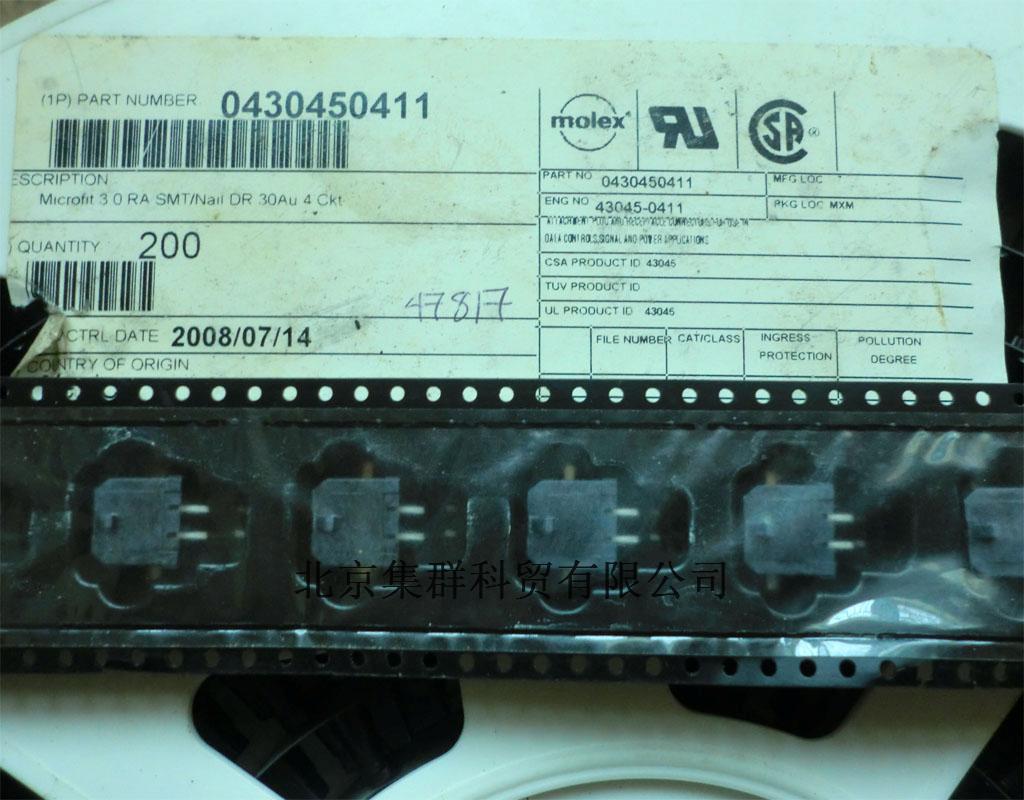 (1P) PART NUMBER 0430450411
ESCRIPTION
Microfit 3.0 RA SMT/Nail DR 30Au 4 Ckt
) QUANTITY 200
47817
CTRL DATE 2008/07/14
COUNTRY OF ORIGIN
molex
RU
CSA ®
PART NO 0430450411
MFG LOC
ENG NO 43045-0411
PKG LOC MXM
DATA CONTROLS,SIGNAL AND POWER APPLICATIONS
CSA PRODUCT ID 43045
TUV PRODUCT ID
UL PRODUCT ID 43045
FILE NUMBER
CAT/CLASS
INGRESS
PROTECTION
POLLUTION
DEGREE
北京集群科贸有限公司